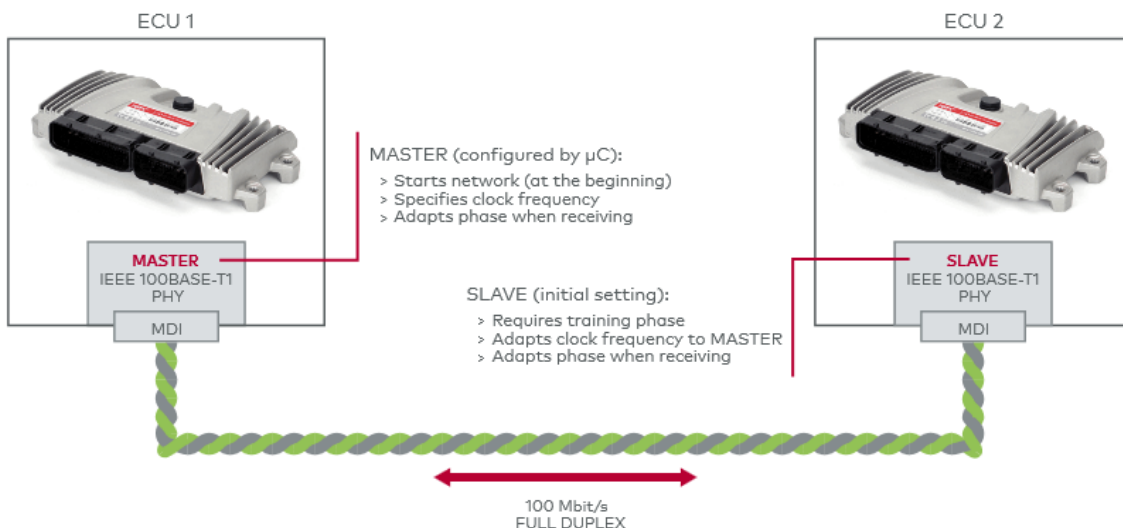 ECU 1
ECU 2
MASTER (configured by µC):
> Starts network (at the beginning)
> Specifies clock frequency
> Adapts phase when receiving
MASTER
IEEE 100BASE-T1
PHY
MDI
SLAVE (initial setting):
> Requires training phase
> Adapts clock frequency to MASTER
> Adapts phase when receiving
SLAVE
IEEE 100BASE-T1
PHY
MDI
100 Mbit/s
FULL DUPLEX